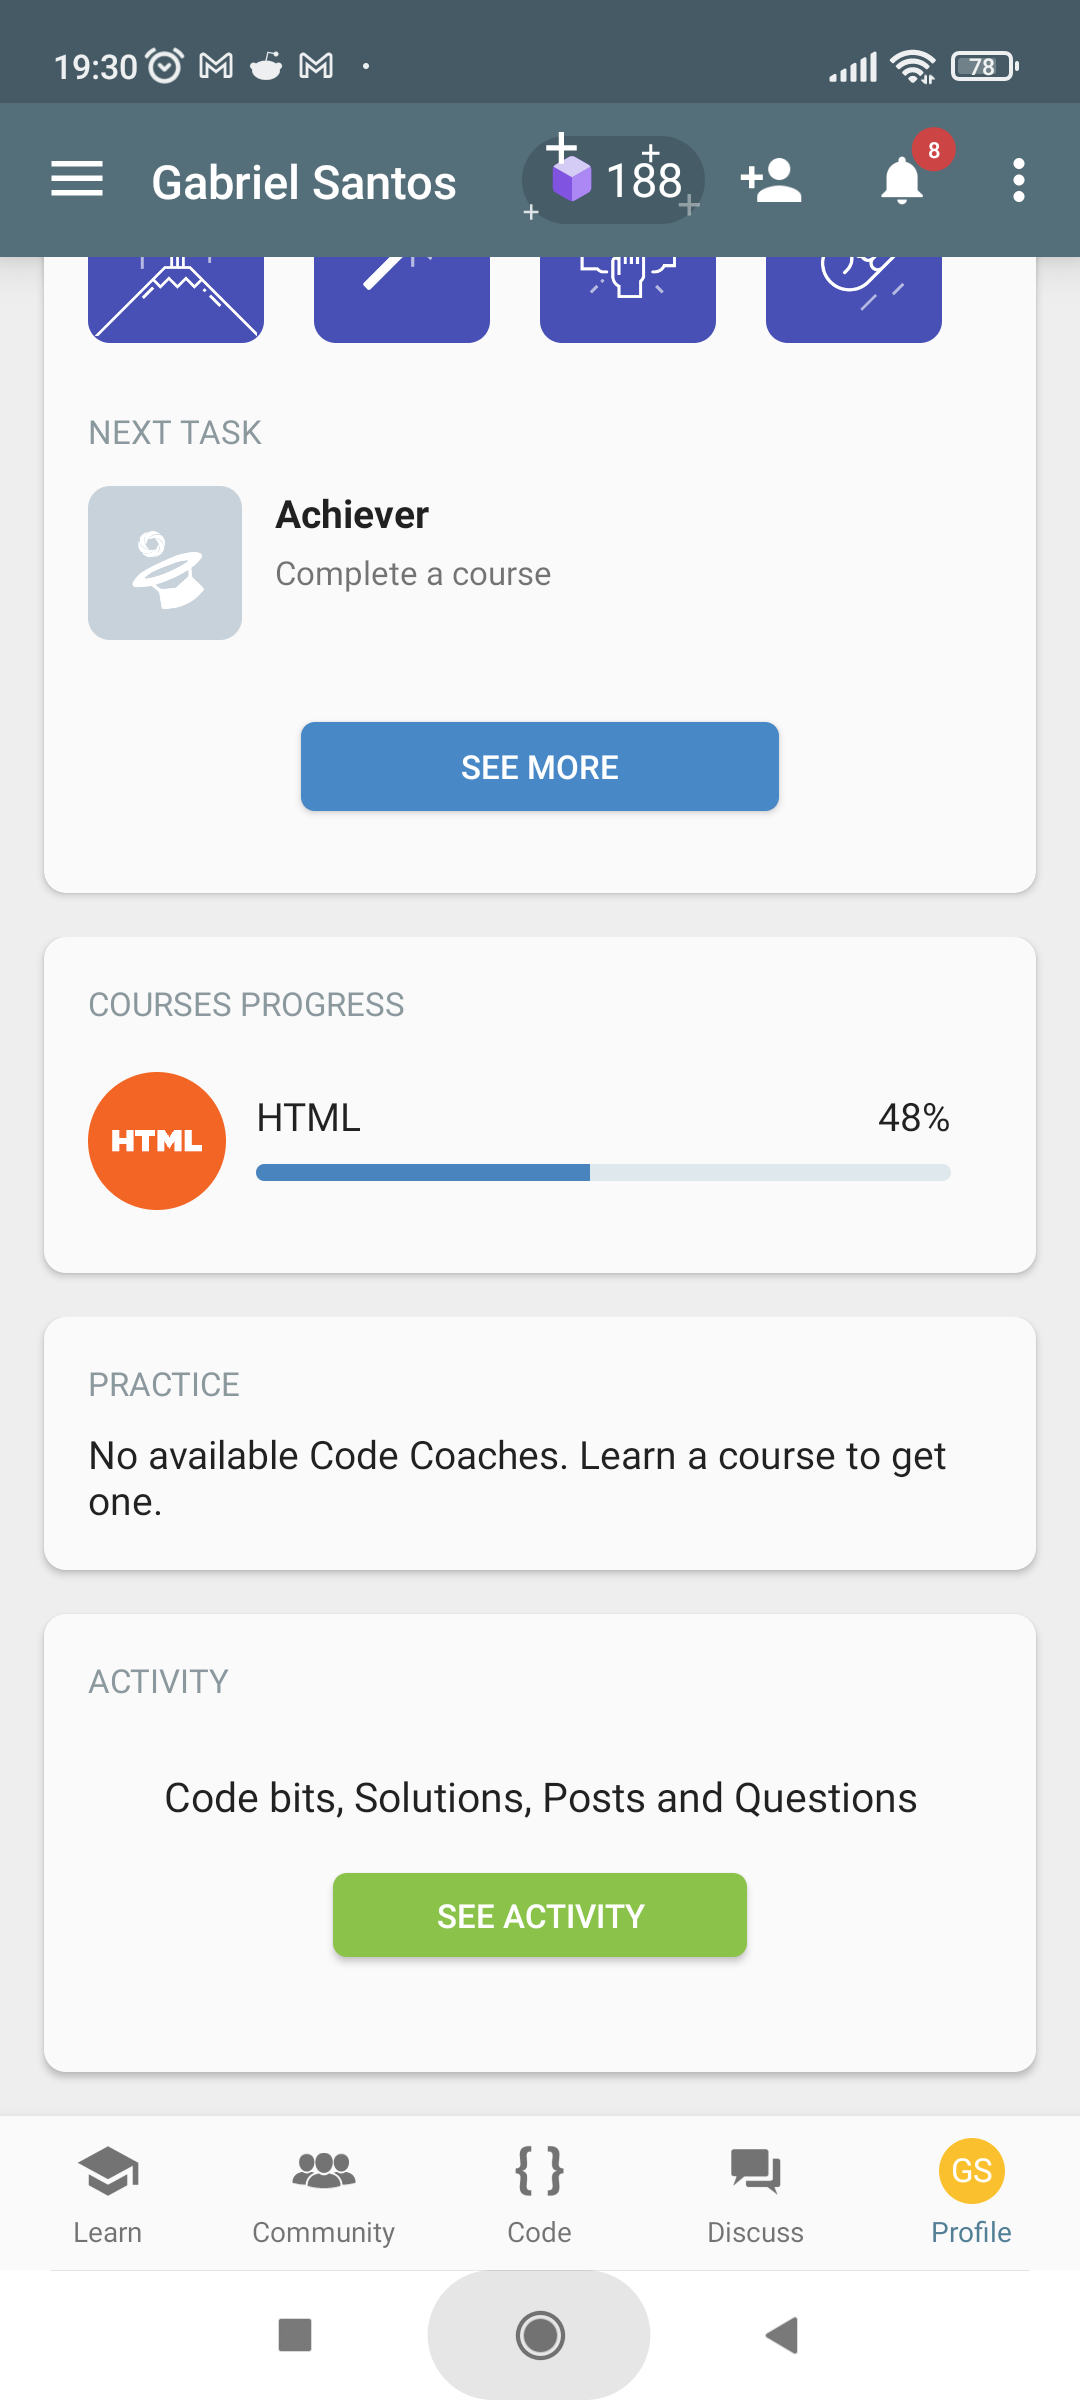 19:30
78
Gabriel Santos
188
8
NEXT TASK
Achiever
Complete a course
SEE MORE
COURSES PROGRESS
HTML
HTML
48%
PRACTICE
No available Code Coaches. Learn a course to get
one.
ACTIVITY
Code bits, Solutions, Posts and Questions
SEE ACTIVITY
{ }
GS
Learn
Community
Code
Discuss
Profile